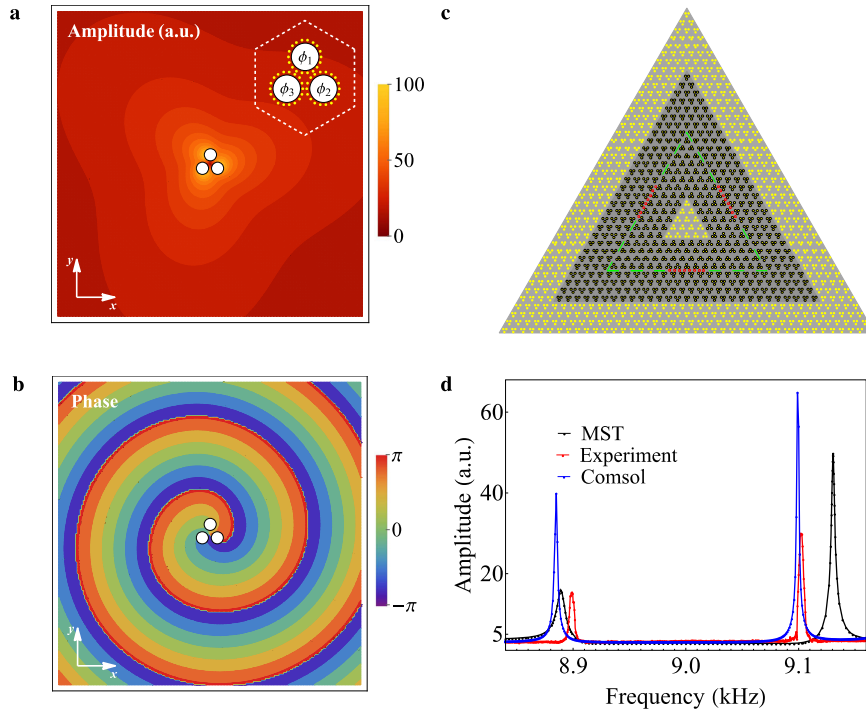 a
Amplitude (a.u.)
ϕ1
ϕ3 ϕ2
100
50
0
y
x
b
Phase
π
0
−π
y
x
c
d
MST
Experiment
Comsol
60
40
20
5
Amplitude (a.u.)
8.9 9.0 9.1
Frequency (kHz)